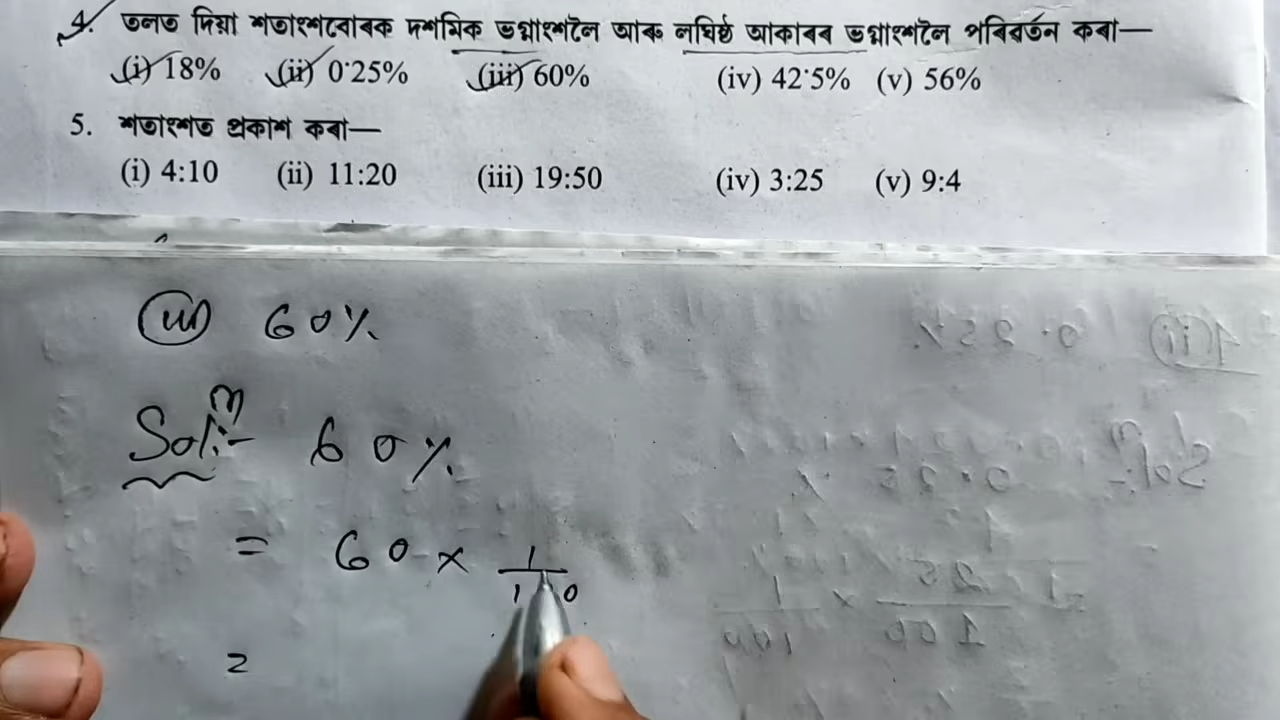 4. তলত দিয়া শতাংশবোৰক দশমিক ভগ্নাংশলৈ আৰু লঘিষ্ঠ আকাৰৰ ভগ্নাংশলৈ পৰিৱৰ্তন কৰা—
(i) 18% (ii) 0·25% (iii) 60% (iv) 42·5% (v) 56%
5. শতাংশত প্ৰকাশ কৰা—
(i) 4:10 (ii) 11:20 (iii) 19:50 (iv) 3:25 (v) 9:4
(iii) 60%
Solⁿ:- 60%
= 60 × 1/100
=